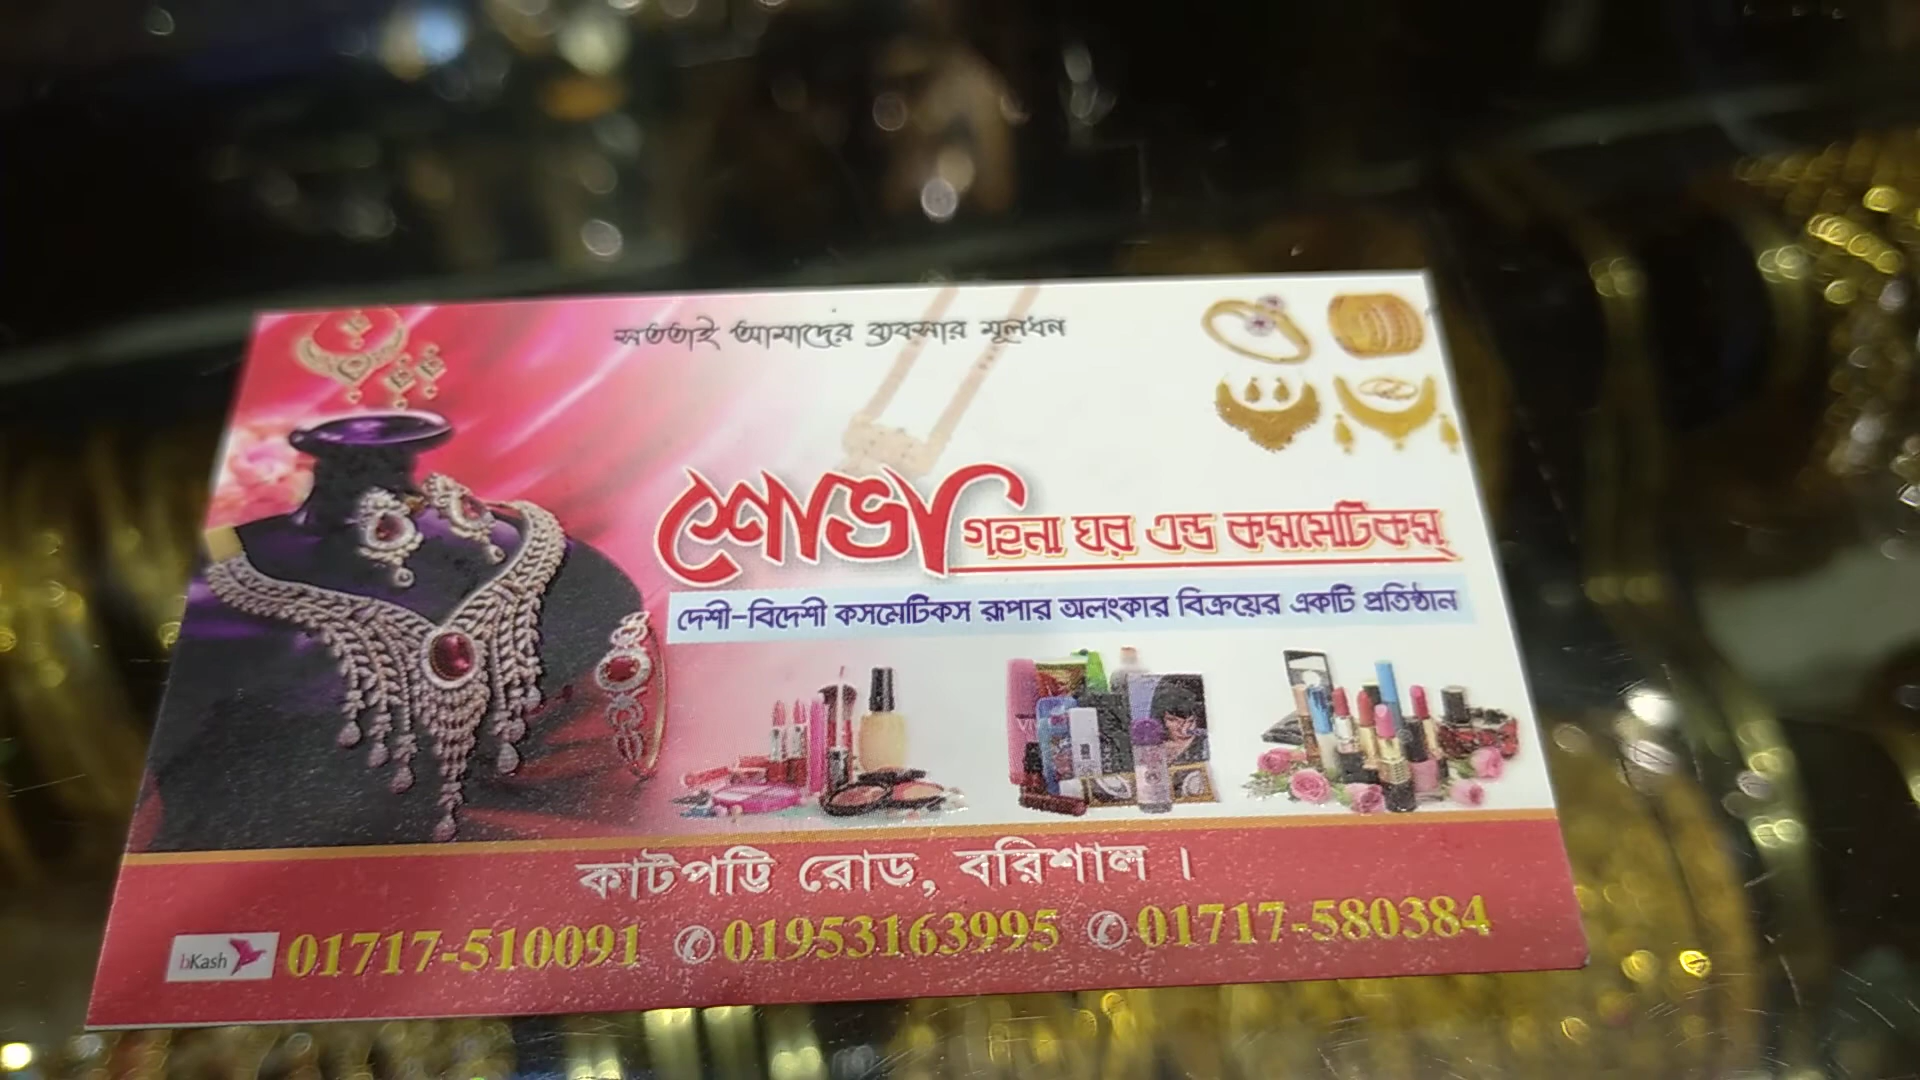 সততাই আমাদের ব্যবসার মূলধন
শোভা গহনা ঘর এন্ড কসমেটিকস্
দেশী-বিদেশী কসমেটিকস রূপার অলংকার বিক্রয়ের একটি প্রতিষ্ঠান
কাটপট্টি রোড, বরিশাল ।
bKash 01717-510091 ✆01953163995 ✆01717-580384